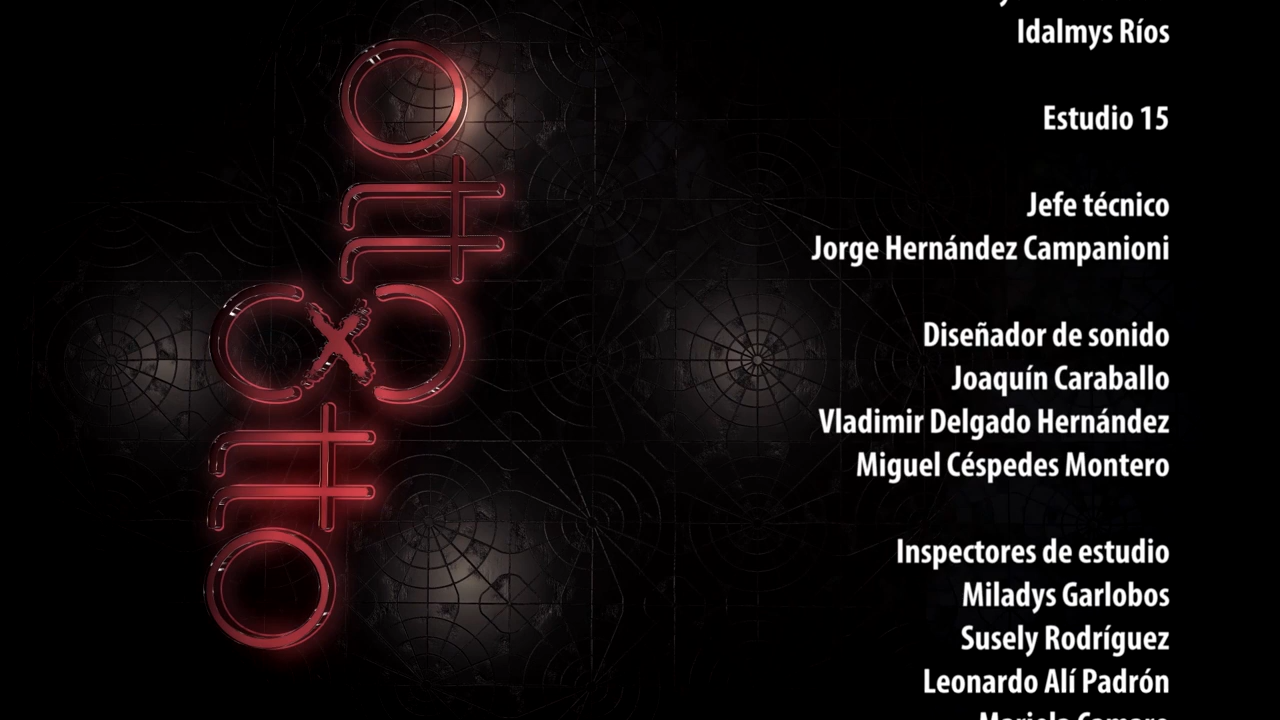 Idalmys Ríos
Estudio 15
Jefe técnico
Jorge Hernández Campanioni
Diseñador de sonido
Joaquín Caraballo
Vladimir Delgado Hernández
Miguel Céspedes Montero
Inspectores de estudio
Miladys Garlobos
Susely Rodríguez
Leonardo Alí Padrón
Mariela